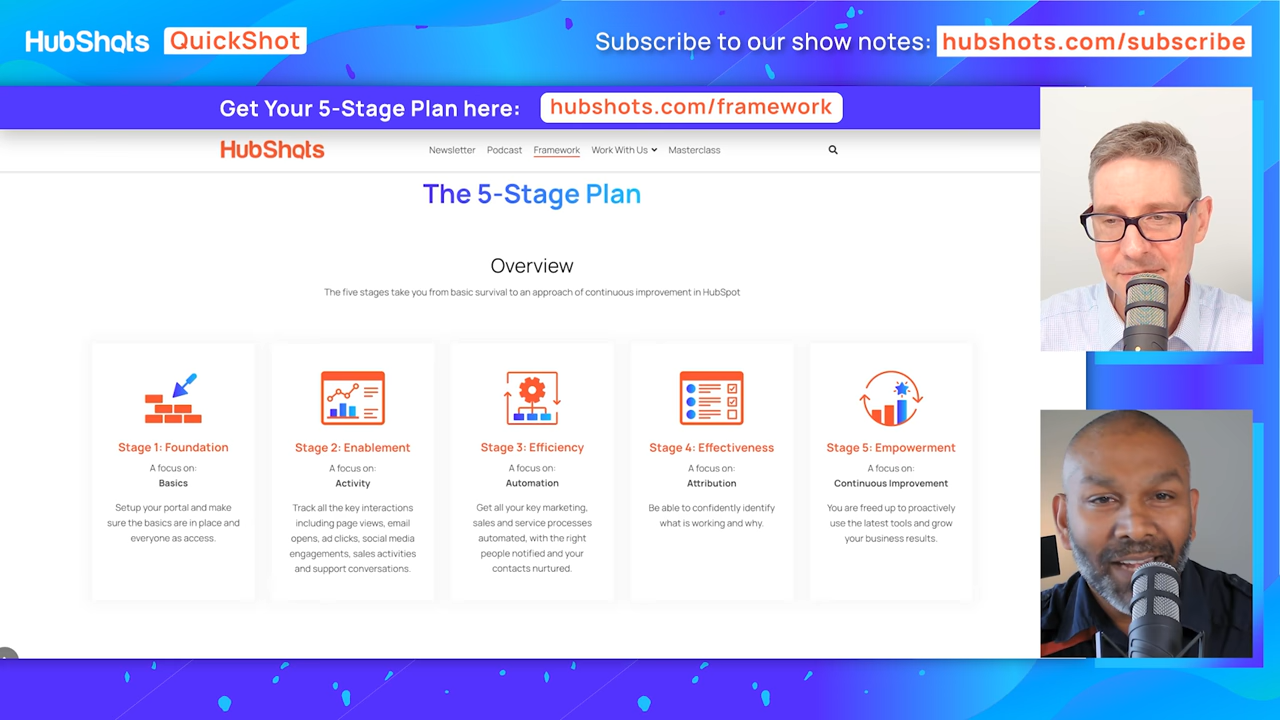 HubShots QuickShot
Subscribe to our show notes: hubshots.com/subscribe
Get Your 5-Stage Plan here: hubshots.com/framework
HubShots Newsletter Podcast Framework Work With Us Masterclass
The 5-Stage Plan
Overview
The five stages take you from basic survival to an approach of continuous improvement in HubSpot
Stage 1: Foundation
A focus on:
Basics
Setup your portal and make
sure the basics are in place and
everyone as access.
Stage 2: Enablement
A focus on:
Activity
Track all the key interactions
including page views, email
opens, ad clicks, social media
engagements, sales activities
and support conversations.
Stage 3: Efficiency
A focus on:
Automation
Get all your key marketing,
sales and service processes
automated, with the right
people notified and your
contacts nurtured.
Stage 4: Effectiveness
A focus on:
Attribution
Be able to confidently identify
what is working and why.
Stage 5: Empowerment
A focus on:
Continuous Improvement
You are freed up to proactively
use the latest tools and grow
your business results.